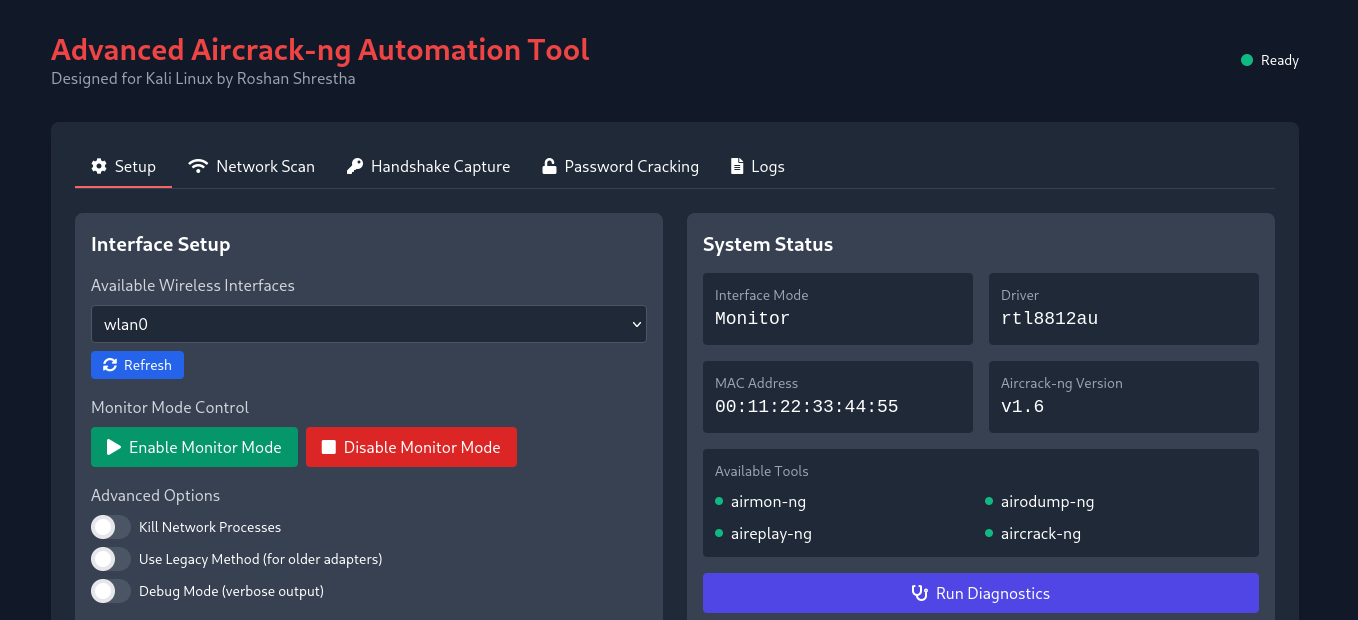 Advanced Aircrack-ng Automation Tool
Designed for Kali Linux by Roshan Shrestha
Ready
Setup
Network Scan
Handshake Capture
Password Cracking
Logs
Interface Setup
Available Wireless Interfaces
wlan0
Refresh
Monitor Mode Control
Enable Monitor Mode
Disable Monitor Mode
Advanced Options
Kill Network Processes
Use Legacy Method (for older adapters)
Debug Mode (verbose output)
System Status
Interface Mode
Monitor
Driver
rtl8812au
MAC Address
00:11:22:33:44:55
Aircrack-ng Version
v1.6
Available Tools
airmon-ng
airodump-ng
aireplay-ng
aircrack-ng
Run Diagnostics